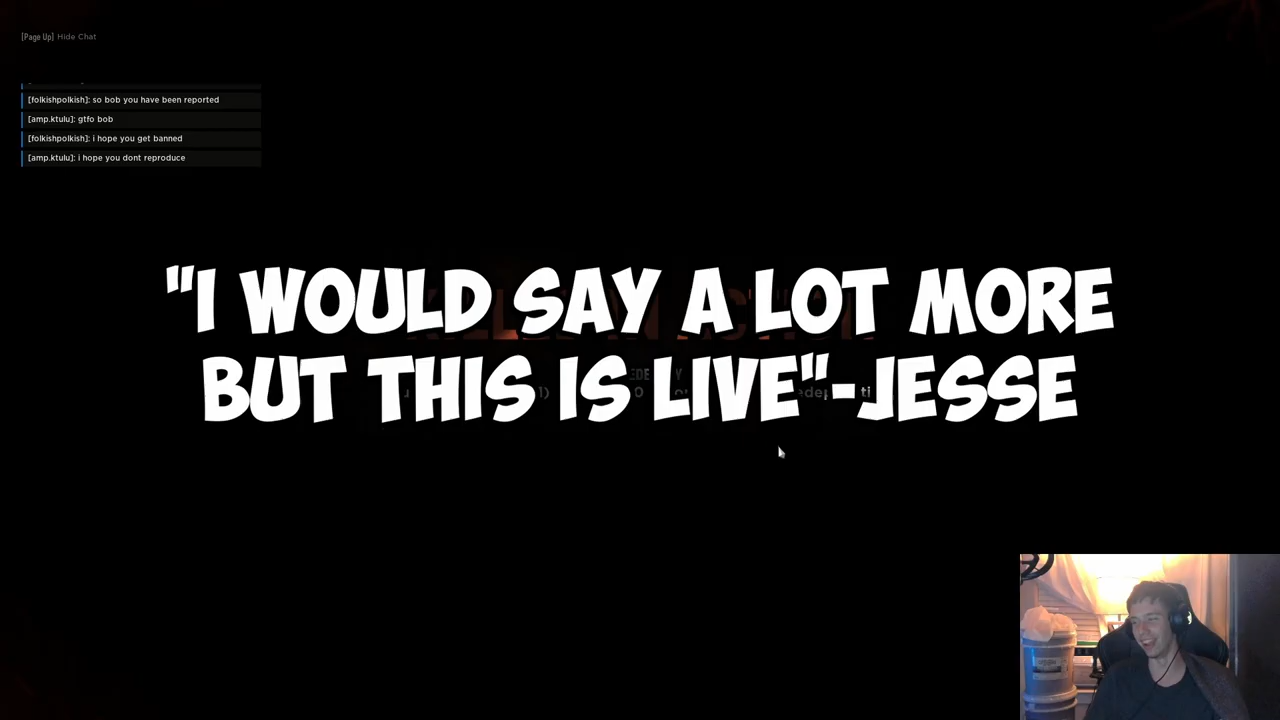 [Page Up] Hide Chat
[folkishpolkish]: so bob you have been reported
[amp.ktulu]: gtfo bob
[folkishpolkish]: i hope you get banned
[amp.ktulu]: i hope you dont reproduce
"I WOULD SAY A LOT MORE
BUT THIS IS LIVE"-JESSE